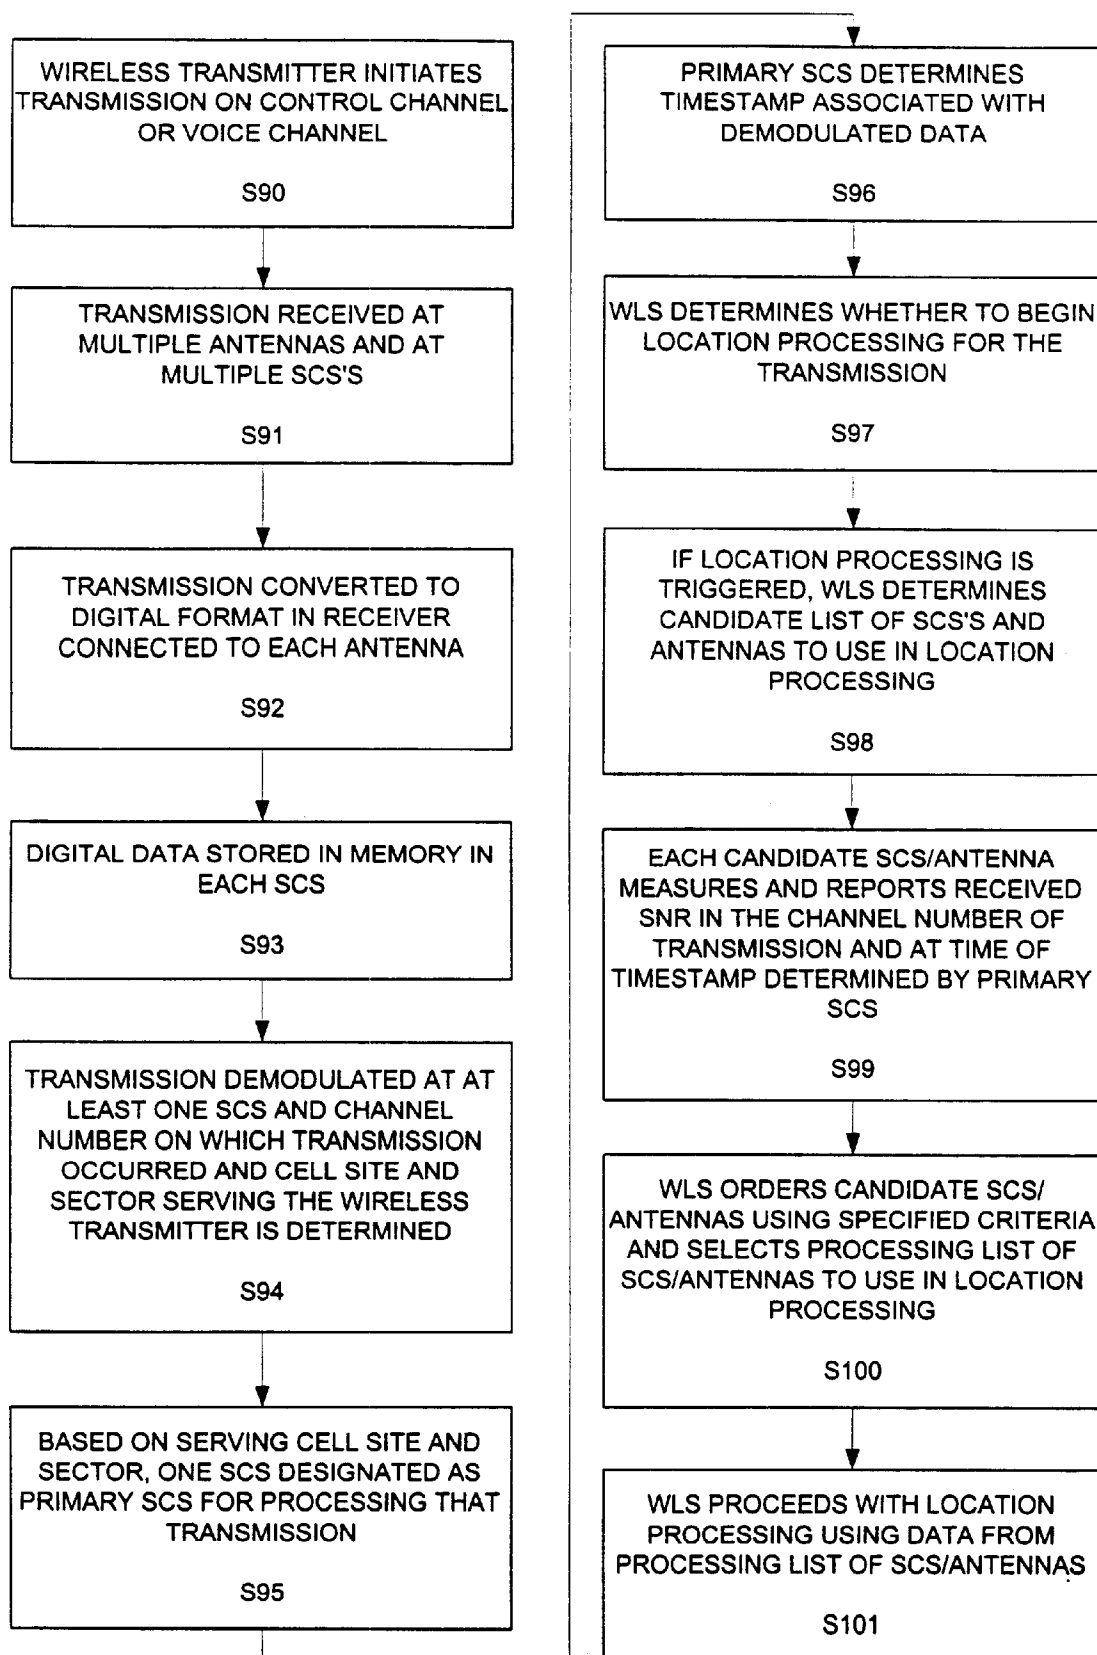 WIRELESS TRANSMITTER INITIATES
TRANSMISSION ON CONTROL CHANNEL
OR VOICE CHANNEL
S90
TRANSMISSION RECEIVED AT
MULTIPLE ANTENNAS AND AT
MULTIPLE SCS'S
S91
TRANSMISSION CONVERTED TO
DIGITAL FORMAT IN RECEIVER
CONNECTED TO EACH ANTENNA
S92
DIGITAL DATA STORED IN MEMORY IN
EACH SCS
S93
TRANSMISSION DEMODULATED AT AT
LEAST ONE SCS AND CHANNEL
NUMBER ON WHICH TRANSMISSION
OCCURRED AND CELL SITE AND
SECTOR SERVING THE WIRELESS
TRANSMITTER IS DETERMINED
S94
BASED ON SERVING CELL SITE AND
SECTOR, ONE SCS DESIGNATED AS
PRIMARY SCS FOR PROCESSING THAT
TRANSMISSION
S95
PRIMARY SCS DETERMINES
TIMESTAMP ASSOCIATED WITH
DEMODULATED DATA
S96
WLS DETERMINES WHETHER TO BEGIN
LOCATION PROCESSING FOR THE
TRANSMISSION
S97
IF LOCATION PROCESSING IS
TRIGGERED, WLS DETERMINES
CANDIDATE LIST OF SCS'S AND
ANTENNAS TO USE IN LOCATION
PROCESSING
S98
EACH CANDIDATE SCS/ANTENNA
MEASURES AND REPORTS RECEIVED
SNR IN THE CHANNEL NUMBER OF
TRANSMISSION AND AT TIME OF
TIMESTAMP DETERMINED BY PRIMARY
SCS
S99
WLS ORDERS CANDIDATE SCS/
ANTENNAS USING SPECIFIED CRITERIA
AND SELECTS PROCESSING LIST OF
SCS/ANTENNAS TO USE IN LOCATION
PROCESSING
S100
WLS PROCEEDS WITH LOCATION
PROCESSING USING DATA FROM
PROCESSING LIST OF SCS/ANTENNAS
S101